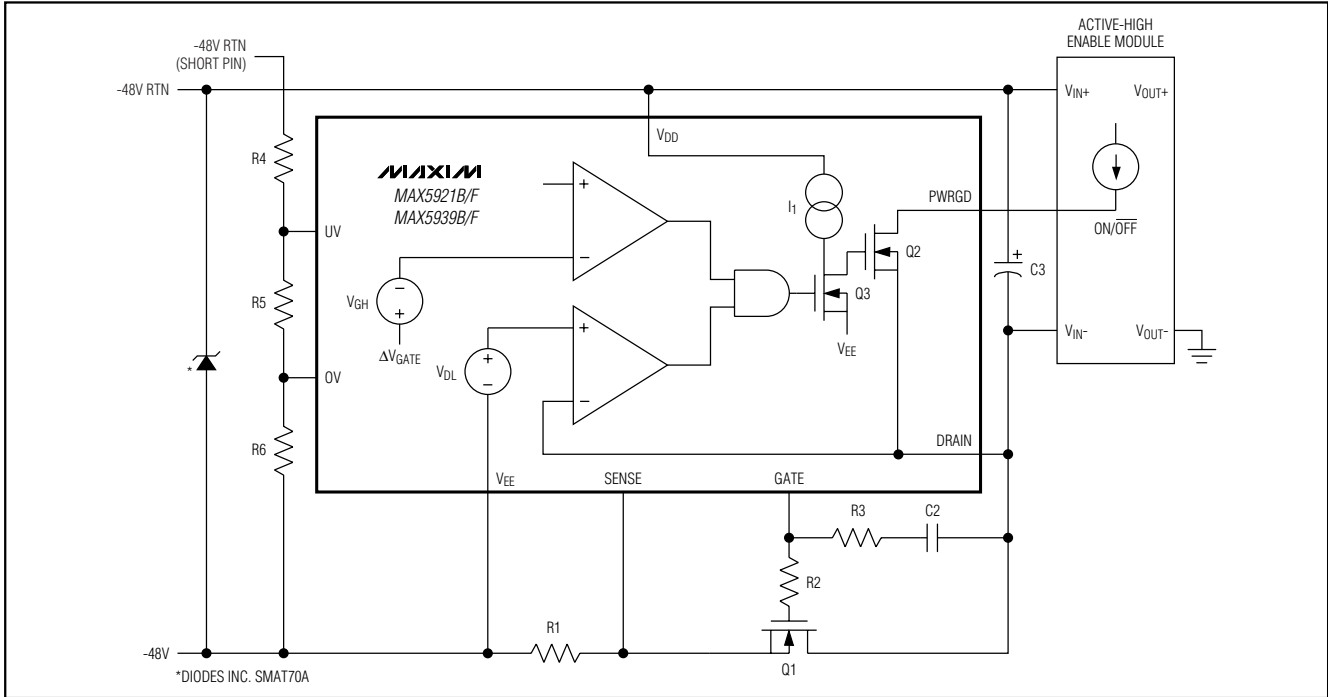 ACTIVE-HIGH
ENABLE MODULE
-48V RTN
(SHORT PIN)
-48V RTN
VIN+
VOUT+
VDD
R4
MAXIM
MAX5921B/F
MAX5939B/F
+
−
I1
PWRGD
ON/O̅F̅F̅
UV
Q2
+
C3
VGH
−
+
R5
Q3
VEE
VIN-
VOUT-
ΔVGATE
+
−
VDL
+
−
*
OV
R6
DRAIN
VEE
SENSE
GATE
R3
C2
R2
R1
-48V
Q1
*DIODES INC. SMAT70A